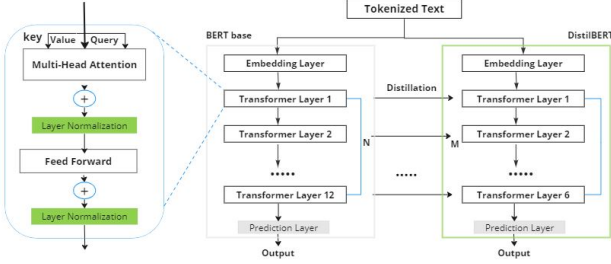 key
Value
Query
Multi-Head Attention
+
Layer Normalization
Feed Forward
+
Layer Normalization
Tokenized Text
BERT base
Embedding Layer
Transformer Layer 1
Transformer Layer 2
•••••
Transformer Layer 12
Prediction Layer
Output
N
Distillation
M
•••••
DistilBERT
Embedding Layer
Transformer Layer 1
Transformer Layer 2
•••••
Transformer Layer 6
Prediction Layer
Output